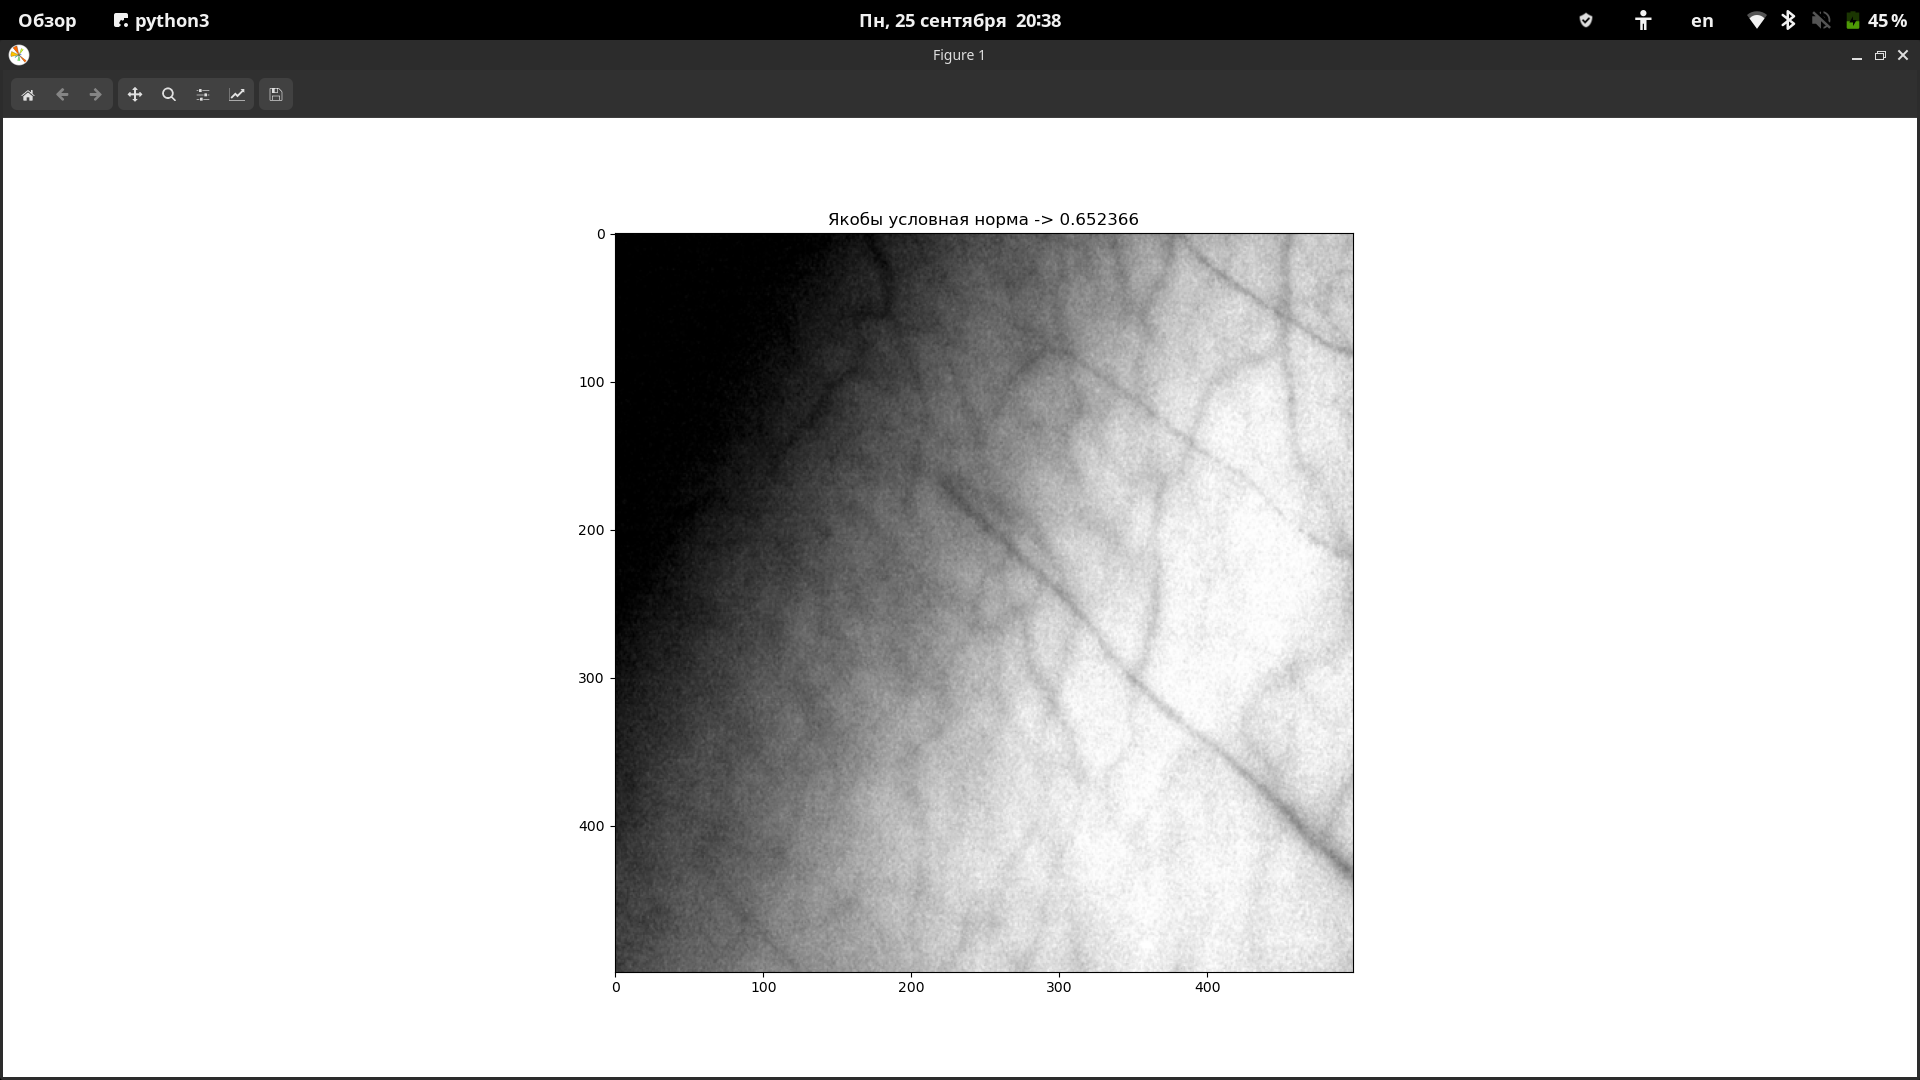 Обзор python3 Пн, 25 сентября 20:38 en 45 %
Figure 1
Якобы условная норма -> 0.652366
0
100
200
300
400
0 100 200 300 400